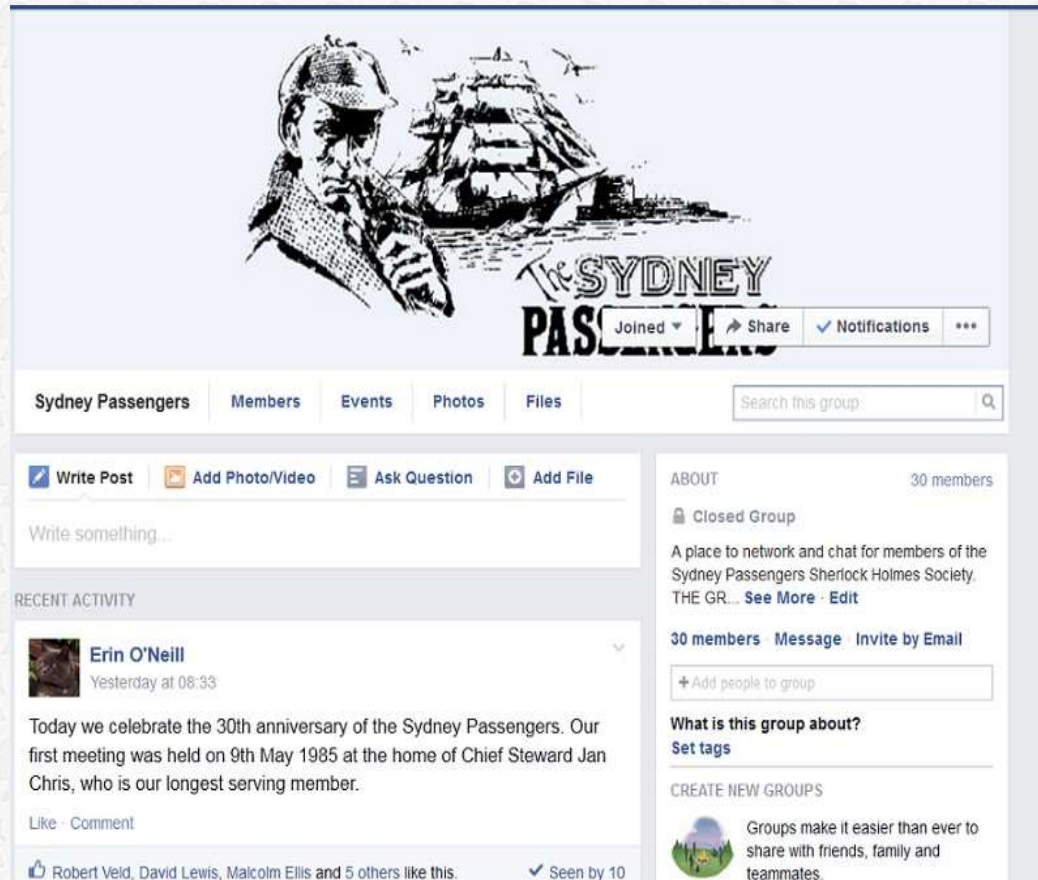 The SYDNEY
PASSENGERS
Joined
Share
Notifications
Sydney Passengers
Members
Events
Photos
Files
Search this group
Write Post
Add Photo/Video
Ask Question
Add File
Write something...
RECENT ACTIVITY
Erin O'Neill
Yesterday at 08:33
Today we celebrate the 30th anniversary of the Sydney Passengers. Our
first meeting was held on 9th May 1985 at the home of Chief Steward Jan
Chris, who is our longest serving member.
Like · Comment
Robert Veld, David Lewis, Malcolm Ellis and 5 others like this.
Seen by 10
ABOUT
30 members
Closed Group
A place to network and chat for members of the
Sydney Passengers Sherlock Holmes Society.
THE GR... See More · Edit
30 members · Message · Invite by Email
+ Add people to group
What is this group about?
Set tags
CREATE NEW GROUPS
Groups make it easier than ever to
share with friends, family and
teammates.